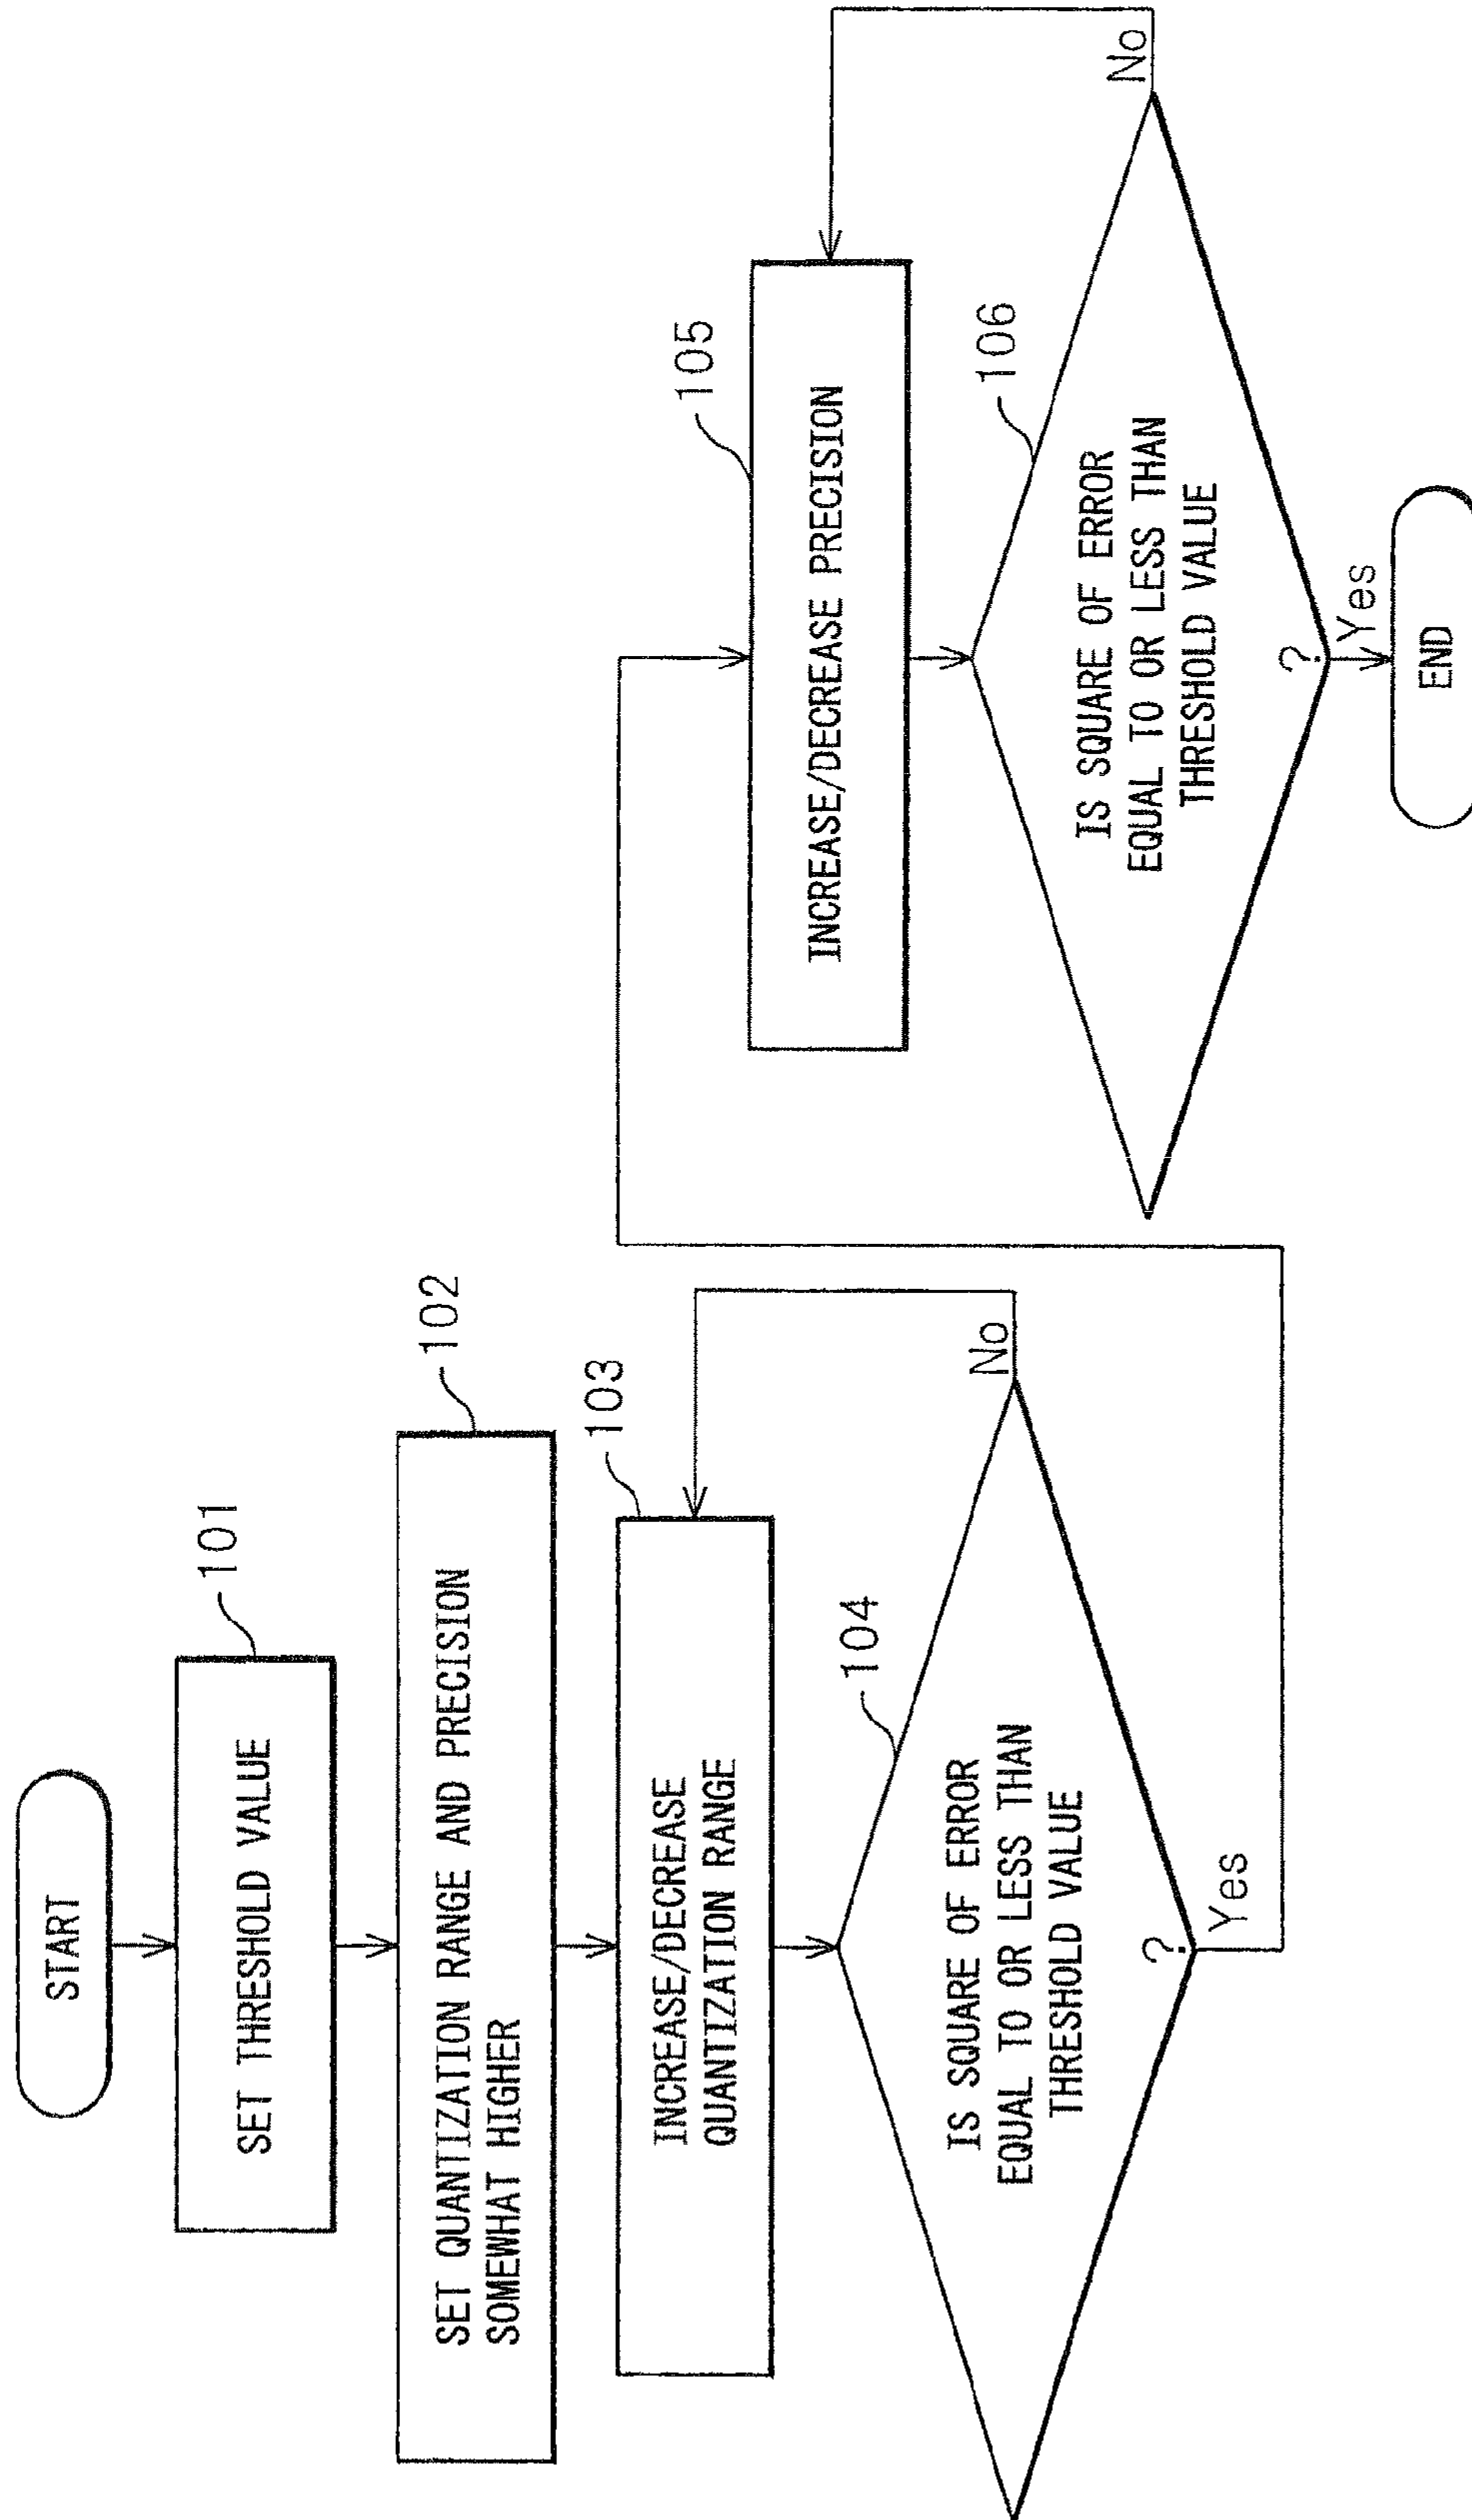 START
101
SET THRESHOLD VALUE
102
SET QUANTIZATION RANGE AND PRECISION
SOMEWHAT HIGHER
103
INCREASE/DECREASE
QUANTIZATION RANGE
104
IS SQUARE OF ERROR
EQUAL TO OR LESS THAN
THRESHOLD VALUE
?
No
Yes
105
INCREASE/DECREASE PRECISION
106
IS SQUARE OF ERROR
EQUAL TO OR LESS THAN
THRESHOLD VALUE
?
No
Yes
END